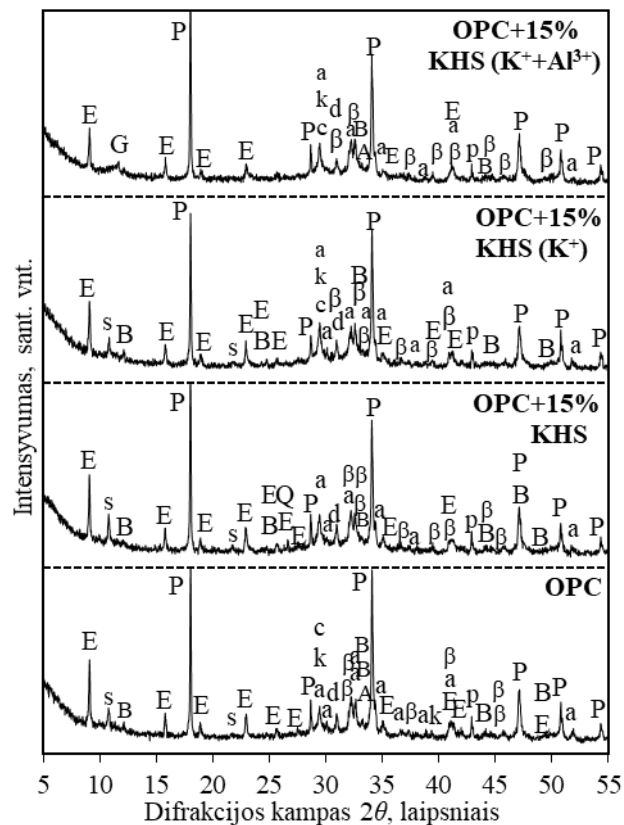 Intensyvumas, sant. vnt.
OPC+15%
KHS (K⁺+Al³⁺)
P
E
G
E
E
E
P
a
k
c
d
β
β
a
B
A
P
a
E
β
a
β
E
a
β
p
β
B
β
P
β
P
a
P
OPC+15%
KHS (K⁺)
P
E
s
B
E
E
s
E
E
E
B
E
P
a
k
c
a
β
d
a
B
β
β
a
P
a
E
β
a
E
β
a
β
E
p
B
P
B
P
a
P
OPC+15%
KHS
P
E
s
B
E
E
s
E
E
B
Q
E
E
P
a
a
d
β
a
β
β
B
P
a
E
β
a
β
E
β
p
β
B
β
P
B
β
P
a
P
OPC
P
E
s
B
E
E
s
E
E
E
P
c
k
a
a
d
β
β
a
a
B
B
A
P
a
E
a
β
a
k
β
a
E
E
p
B
β
β
P
B
E
P
a
P
5 10 15 20 25 30 35 40 45 50 55
Difrakcijos kampas 2θ, laipsniais